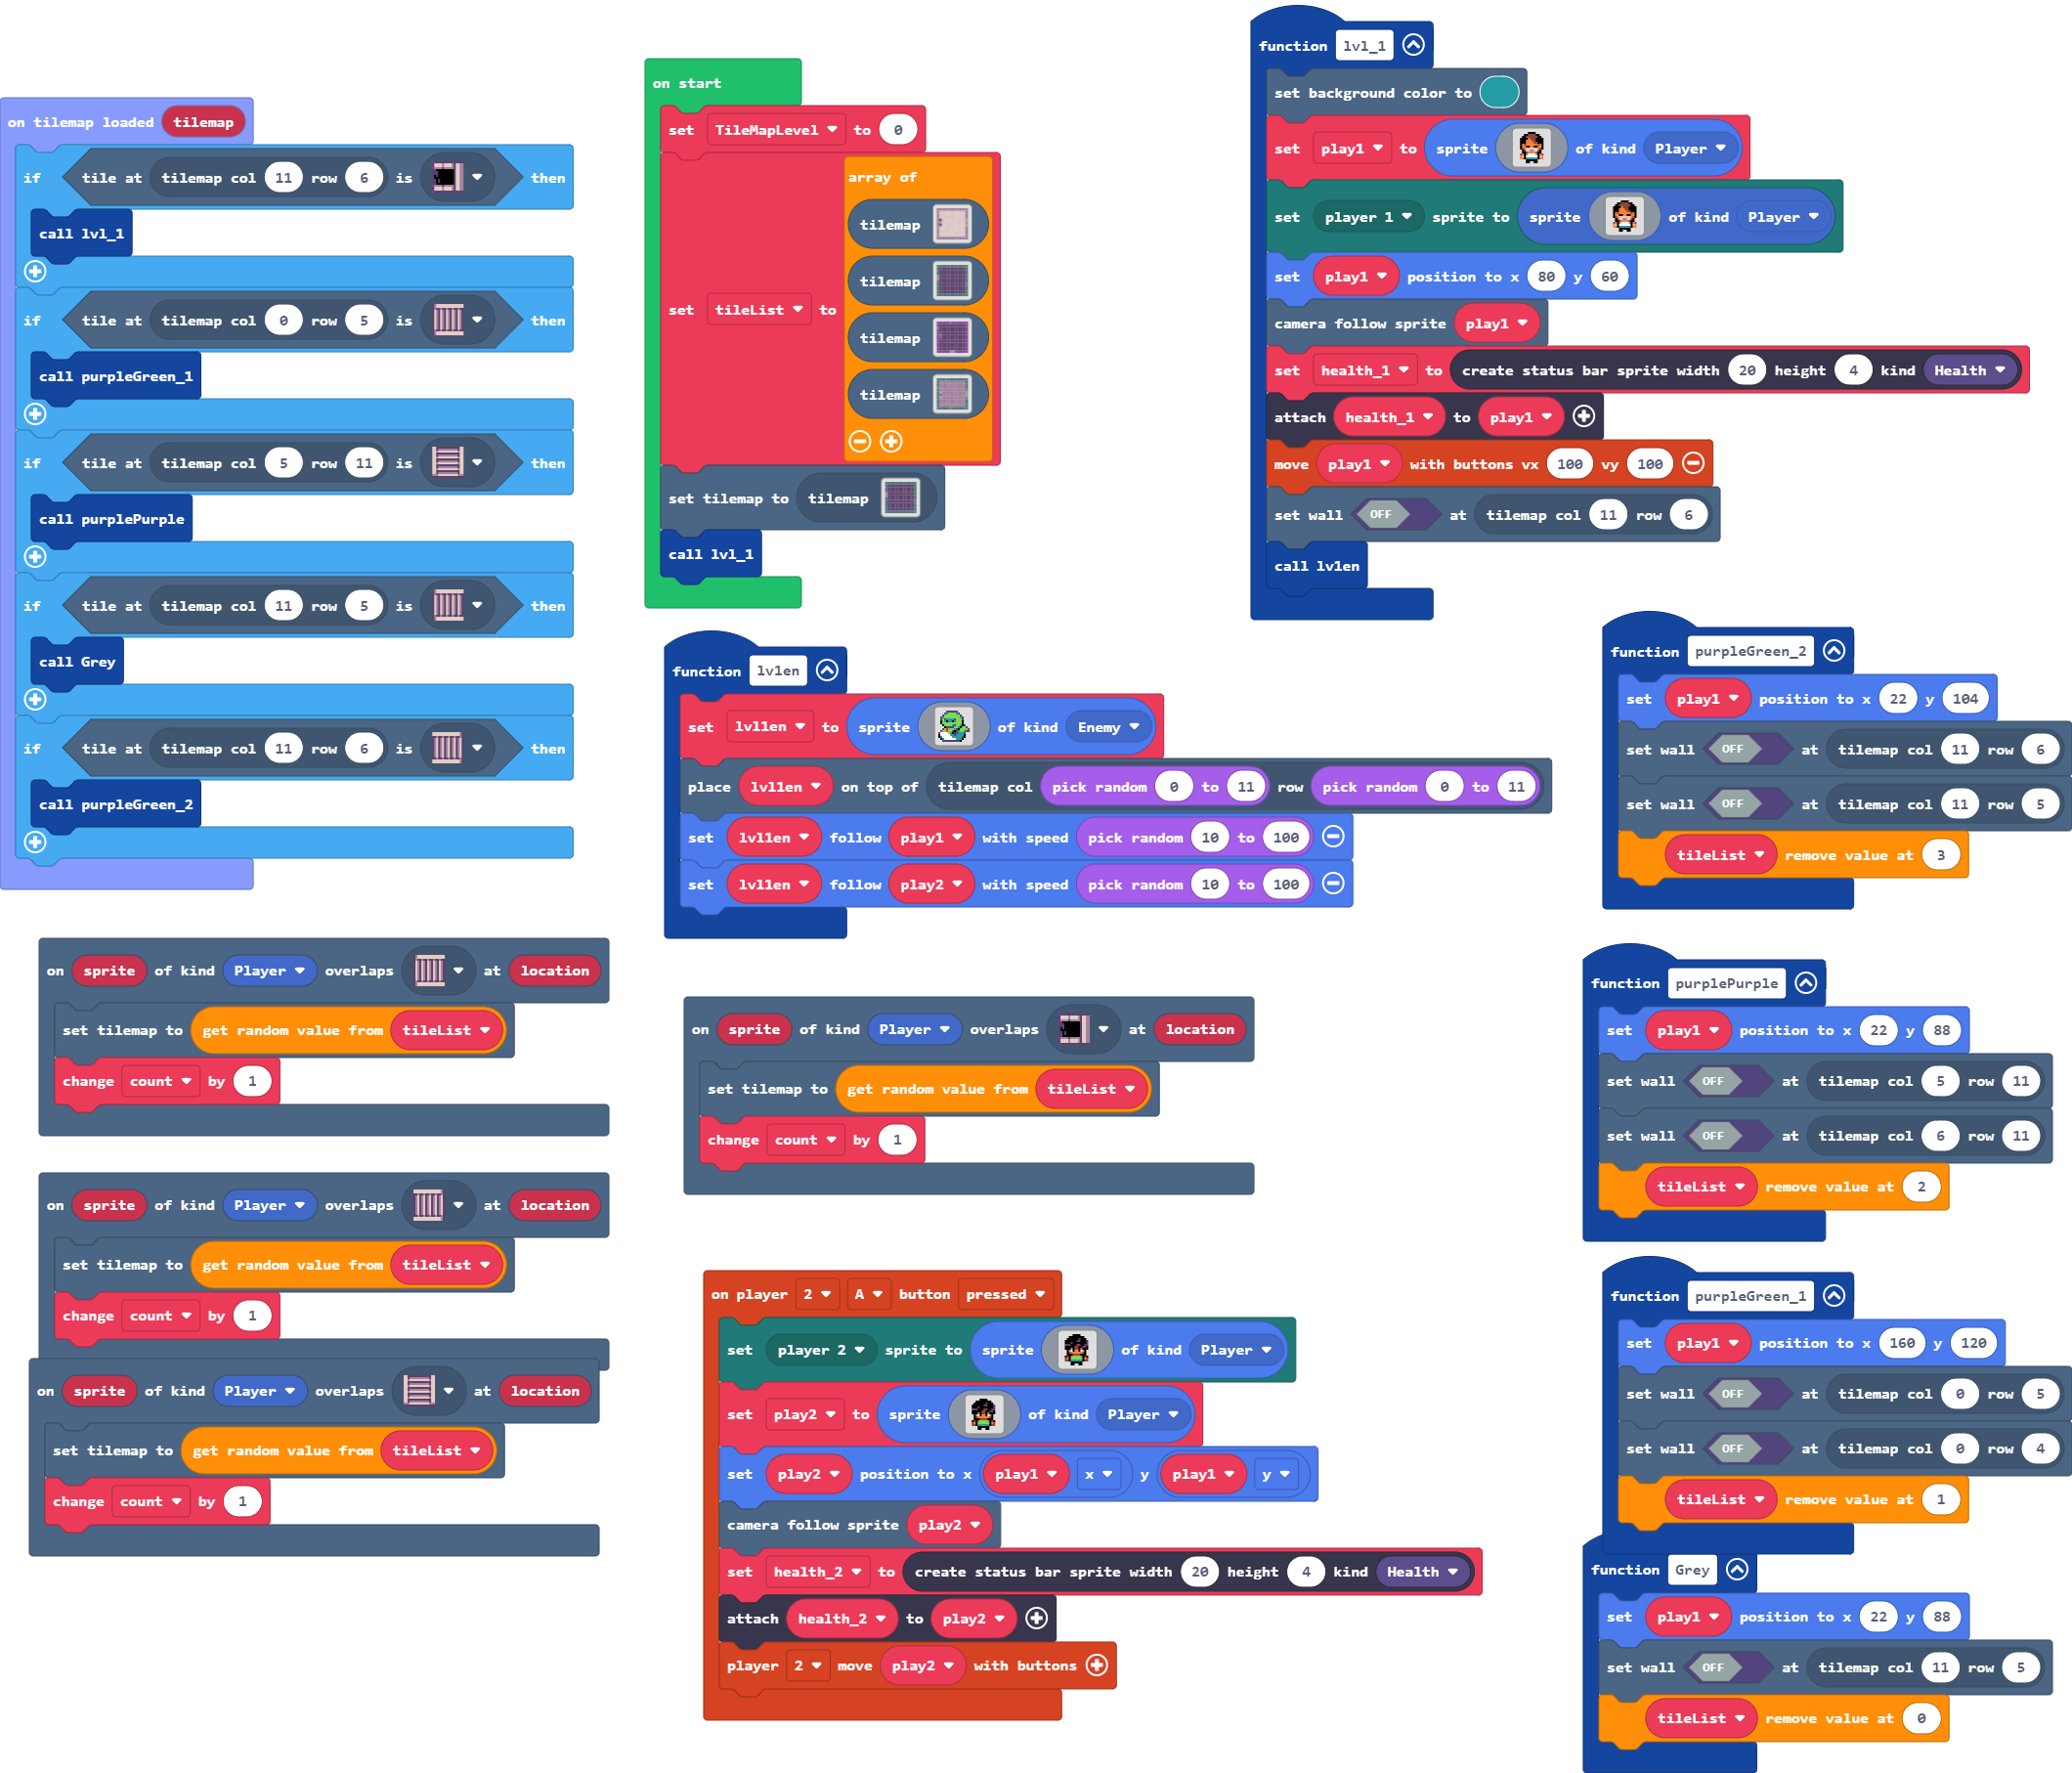 on tilemap loaded tilemap
if tile at tilemap col 11 row 6 is then
call lvl_1
if tile at tilemap col 0 row 5 is then
call purpleGreen_1
if tile at tilemap col 5 row 11 is then
call purplePurple
if tile at tilemap col 11 row 5 is then
call Grey
if tile at tilemap col 11 row 6 is then
call purpleGreen_2
on start
set TileMapLevel to 0
array of
tilemap
tilemap
set tileList to
tilemap
tilemap
set tilemap to tilemap
call lvl_1
function lvl_1
set background color to
set play1 to sprite of kind Player
set player 1 sprite to sprite of kind Player
set play1 position to x 80 y 60
camera follow sprite play1
set health_1 to create status bar sprite width 20 height 4 kind Health
attach health_1 to play1
move play1 with buttons vx 100 vy 100
set wall OFF at tilemap col 11 row 6
call lv1en
function lv1en
set lvl1en to sprite of kind Enemy
place lvl1en on top of tilemap col pick random 0 to 11 row pick random 0 to 11
set lvl1en follow play1 with speed pick random 10 to 100
set lvl1en follow play2 with speed pick random 10 to 100
function purpleGreen_2
set play1 position to x 22 y 104
set wall OFF at tilemap col 11 row 6
set wall OFF at tilemap col 11 row 5
tileList remove value at 3
on sprite of kind Player overlaps at location
set tilemap to get random value from tileList
change count by 1
on sprite of kind Player overlaps at location
set tilemap to get random value from tileList
change count by 1
on sprite of kind Player overlaps at location
set tilemap to get random value from tileList
change count by 1
on sprite of kind Player overlaps at location
set tilemap to get random value from tileList
change count by 1
function purplePurple
set play1 position to x 22 y 88
set wall OFF at tilemap col 5 row 11
set wall OFF at tilemap col 6 row 11
tileList remove value at 2
on player 2 A button pressed
set player 2 sprite to sprite of kind Player
set play2 to sprite of kind Player
set play2 position to x play1 x y play1 y
camera follow sprite play2
set health_2 to create status bar sprite width 20 height 4 kind Health
attach health_2 to play2
player 2 move play2 with buttons
function purpleGreen_1
set play1 position to x 160 y 120
set wall OFF at tilemap col 0 row 5
set wall OFF at tilemap col 0 row 4
tileList remove value at 1
function Grey
set play1 position to x 22 y 88
set wall OFF at tilemap col 11 row 5
tileList remove value at 0